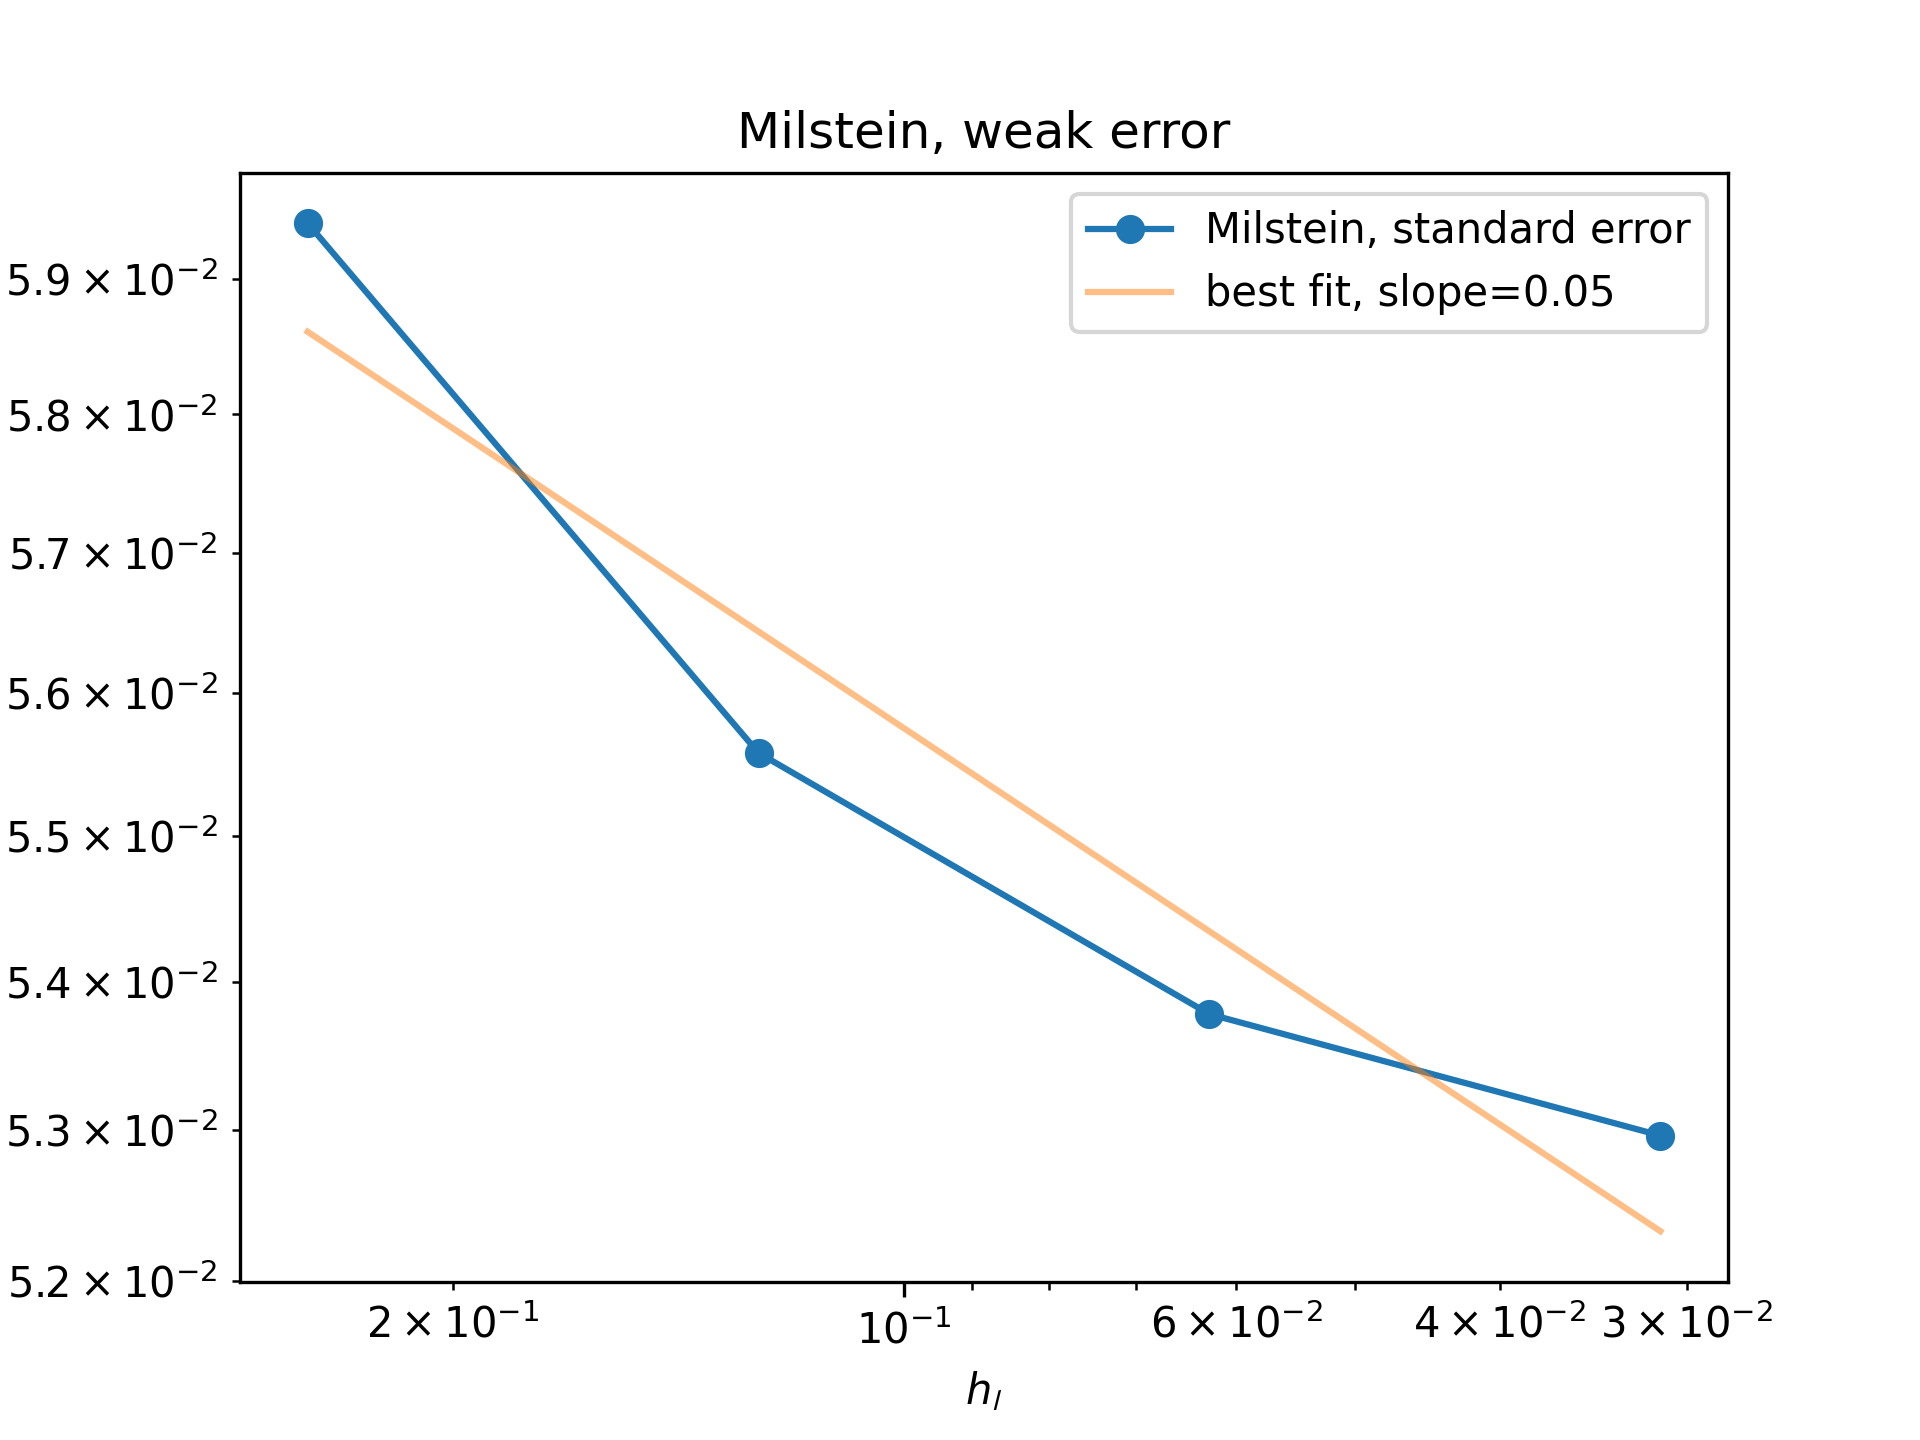 Milstein, weak error
Milstein, standard error
best fit, slope=0.05
5.9 × 10⁻²
5.8 × 10⁻²
5.7 × 10⁻²
5.6 × 10⁻²
5.5 × 10⁻²
5.4 × 10⁻²
5.3 × 10⁻²
5.2 × 10⁻²
2 × 10⁻¹ 10⁻¹ 6 × 10⁻² 4 × 10⁻² 3 × 10⁻²
hₗ